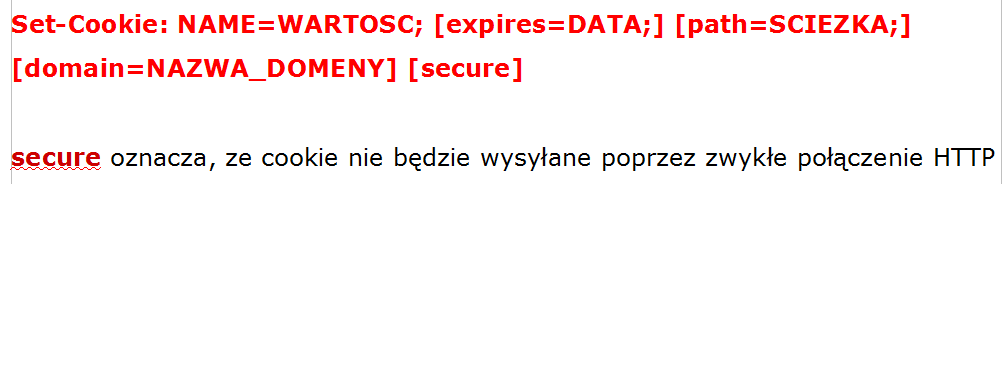 Set-Cookie: NAME=WARTOSC; [expires=DATA;] [path=SCIEZKA;]
[domain=NAZWA_DOMENY] [secure]
secure oznacza, ze cookie nie będzie wysyłane poprzez zwykłe połączenie HTTP